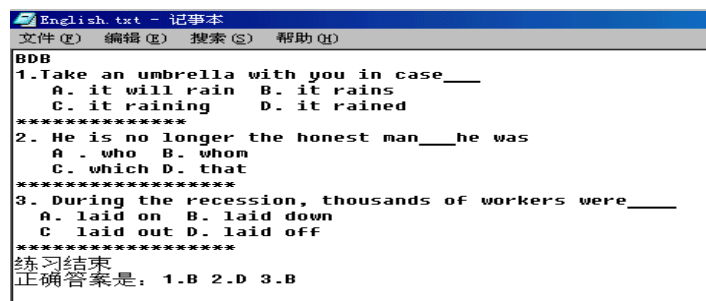 English.txt - 记事本
文件(F) 编辑(E) 搜索(S) 帮助(H)
BDB
1.Take an umbrella with you in case___
A. it will rain B. it rains
C. it raining D. it rained
**************
2. He is no longer the honest man___he was
A . who B. whom
C. which D. that
******************
3. During the recession, thousands of workers were____
A. laid on B. laid down
C laid out D. laid off
******************
练习结束
正确答案是：1.B 2.D 3.B